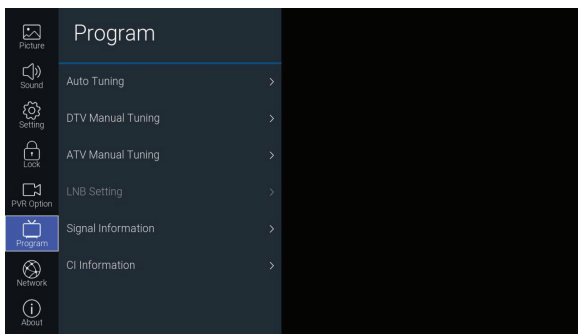 Picture
Sound
Setting
Lock
PVR Option
Program
Network
About
Program
Auto Tuning
DTV Manual Tuning
ATV Manual Tuning
LNB Setting
Signal Information
CI Information